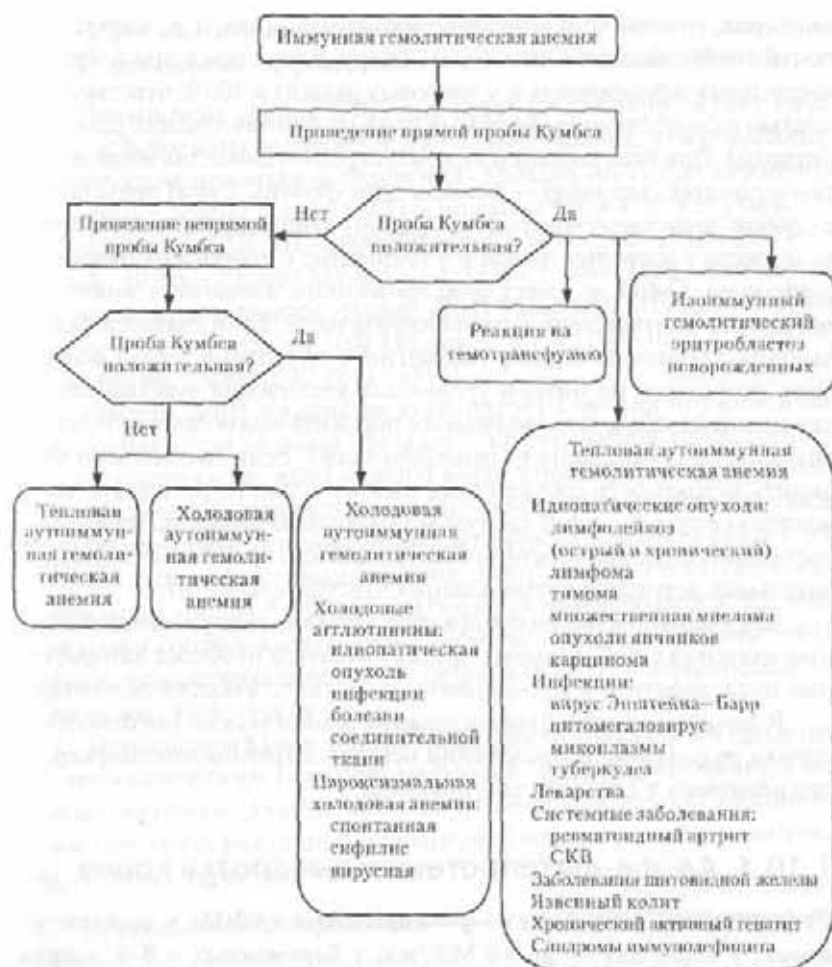 Иммунная гемолитическая анемия
Проведение прямой пробы Кумбса
Проба Кумбса
положительная?
Нет
Да
Проведение непрямой
пробы Кумбса
Проба Кумбса
положительная?
Да
Нет
Реакция на
гемотрансфузию
Изоиммунный
гемолитический
эритробластоз
новорожденных
Тепловая
аутоиммун-
ная гемоли-
тическая
анемия
Холодовая
аутоиммун-
ная гемоли-
тическая
анемия
Холодовая
аутоиммунная
гемолитическая
анемия
Холодовые
агглютинины:
идиопатическая
опухоль
инфекции
болезни
соединительной
ткани
Пароксизмальная
холодовая анемия:
спонтанная
сифилис
вирусная
Тепловая аутоиммунная
гемолитическая анемия
Идиопатические опухоли:
лимфолейкоз
(острый и хронический)
лимфома
тимома
множественная миелома
опухоли яичников
карцинома
Инфекции:
вирус Эпштейна–Барр
цитомегаловирус
микоплазмы
туберкулез
Лекарства
Системные заболевания:
ревматоидный артрит
СКВ
Заболевания щитовидной железы
Язвенный колит
Хронический активный гепатит
Синдромы иммунодефицита